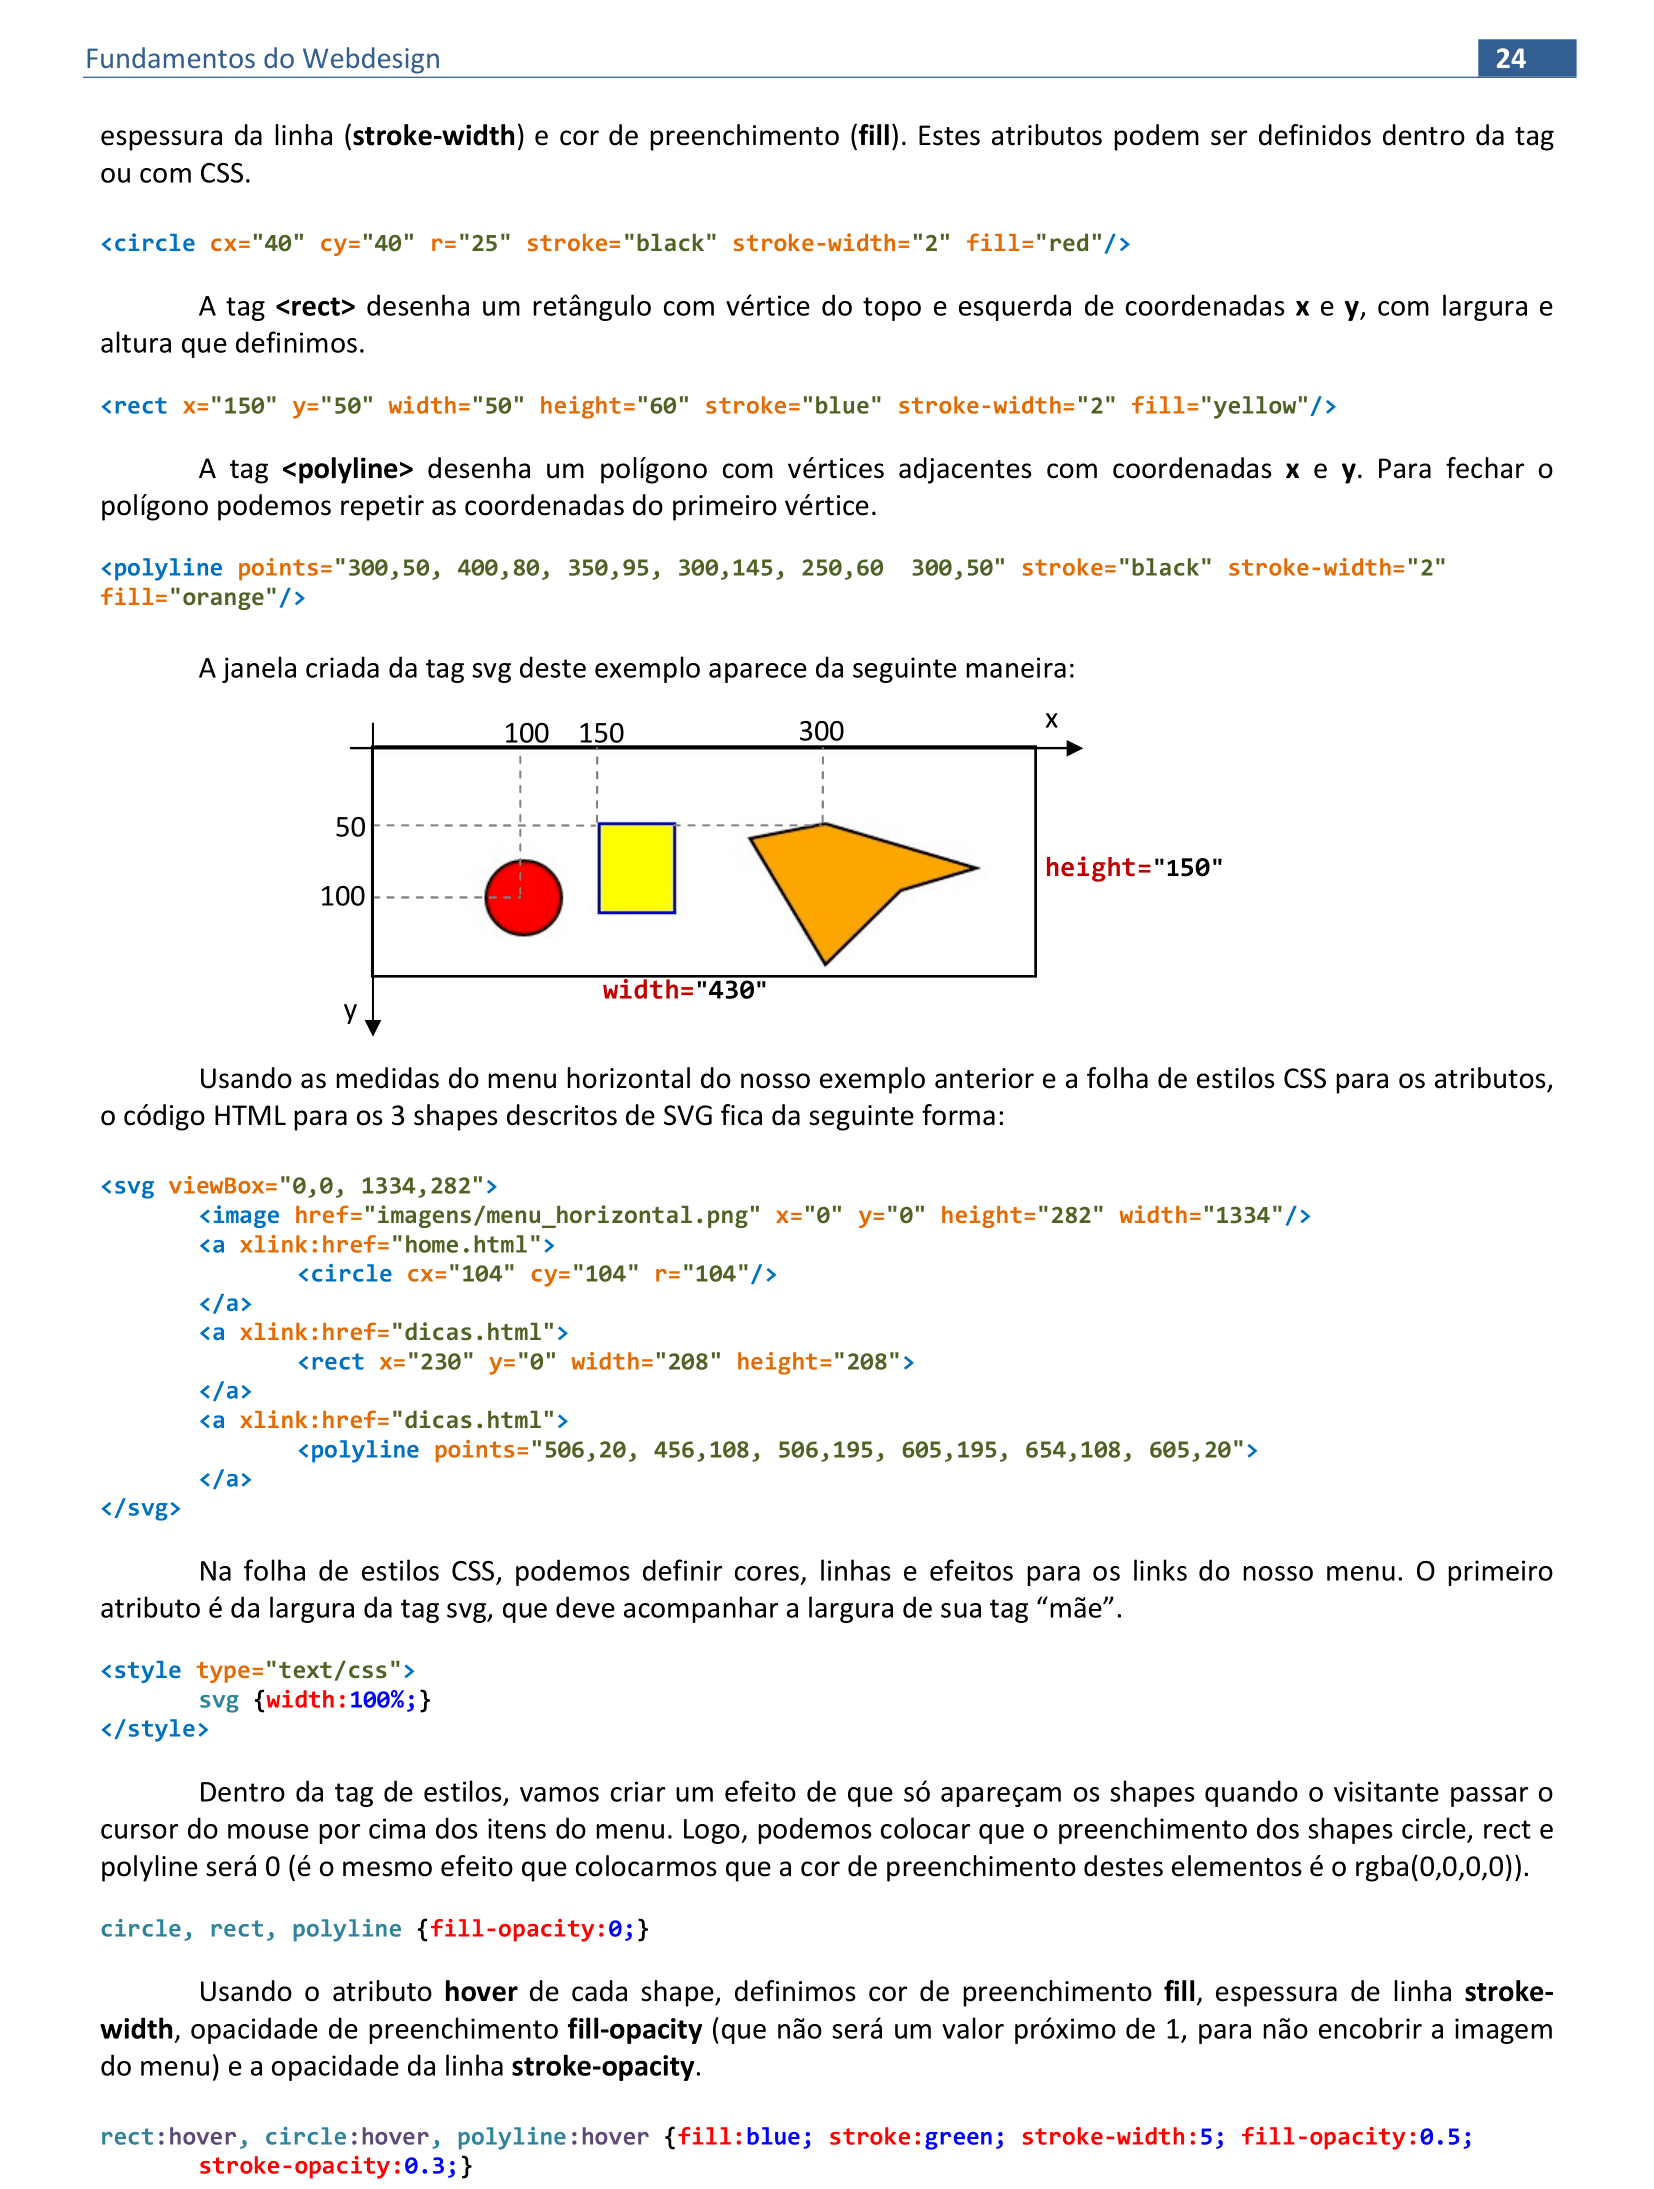 Fundamentos do Webdesign 24
espessura da linha (stroke-width) e cor de preenchimento (fill). Estes atributos podem ser definidos dentro da tag
ou com CSS.
<circle cx="40" cy="40" r="25" stroke="black" stroke-width="2" fill="red"/>
A tag <rect> desenha um retângulo com vértice do topo e esquerda de coordenadas x e y, com largura e
altura que definimos.
<rect x="150" y="50" width="50" height="60" stroke="blue" stroke-width="2" fill="yellow"/>
A tag <polyline> desenha um polígono com vértices adjacentes com coordenadas x e y. Para fechar o
polígono podemos repetir as coordenadas do primeiro vértice.
<polyline points="300,50, 400,80, 350,95, 300,145, 250,60  300,50" stroke="black" stroke-width="2"
fill="orange"/>
A janela criada da tag svg deste exemplo aparece da seguinte maneira:
100 150 300 x
50
height="150"
100
width="430"
y
Usando as medidas do menu horizontal do nosso exemplo anterior e a folha de estilos CSS para os atributos,
o código HTML para os 3 shapes descritos de SVG fica da seguinte forma:
<svg viewBox="0,0, 1334,282">
<image href="imagens/menu_horizontal.png" x="0" y="0" height="282" width="1334"/>
<a xlink:href="home.html">
<circle cx="104" cy="104" r="104"/>
</a>
<a xlink:href="dicas.html">
<rect x="230" y="0" width="208" height="208">
</a>
<a xlink:href="dicas.html">
<polyline points="506,20, 456,108, 506,195, 605,195, 654,108, 605,20">
</a>
</svg>
Na folha de estilos CSS, podemos definir cores, linhas e efeitos para os links do nosso menu. O primeiro
atributo é da largura da tag svg, que deve acompanhar a largura de sua tag “mãe”.
<style type="text/css">
svg {width:100%;}
</style>
Dentro da tag de estilos, vamos criar um efeito de que só apareçam os shapes quando o visitante passar o
cursor do mouse por cima dos itens do menu. Logo, podemos colocar que o preenchimento dos shapes circle, rect e
polyline será 0 (é o mesmo efeito que colocarmos que a cor de preenchimento destes elementos é o rgba(0,0,0,0)).
circle, rect, polyline {fill-opacity:0;}
Usando o atributo hover de cada shape, definimos cor de preenchimento fill, espessura de linha stroke-
width, opacidade de preenchimento fill-opacity (que não será um valor próximo de 1, para não encobrir a imagem
do menu) e a opacidade da linha stroke-opacity.
rect:hover, circle:hover, polyline:hover {fill:blue; stroke:green; stroke-width:5; fill-opacity:0.5;
stroke-opacity:0.3;}